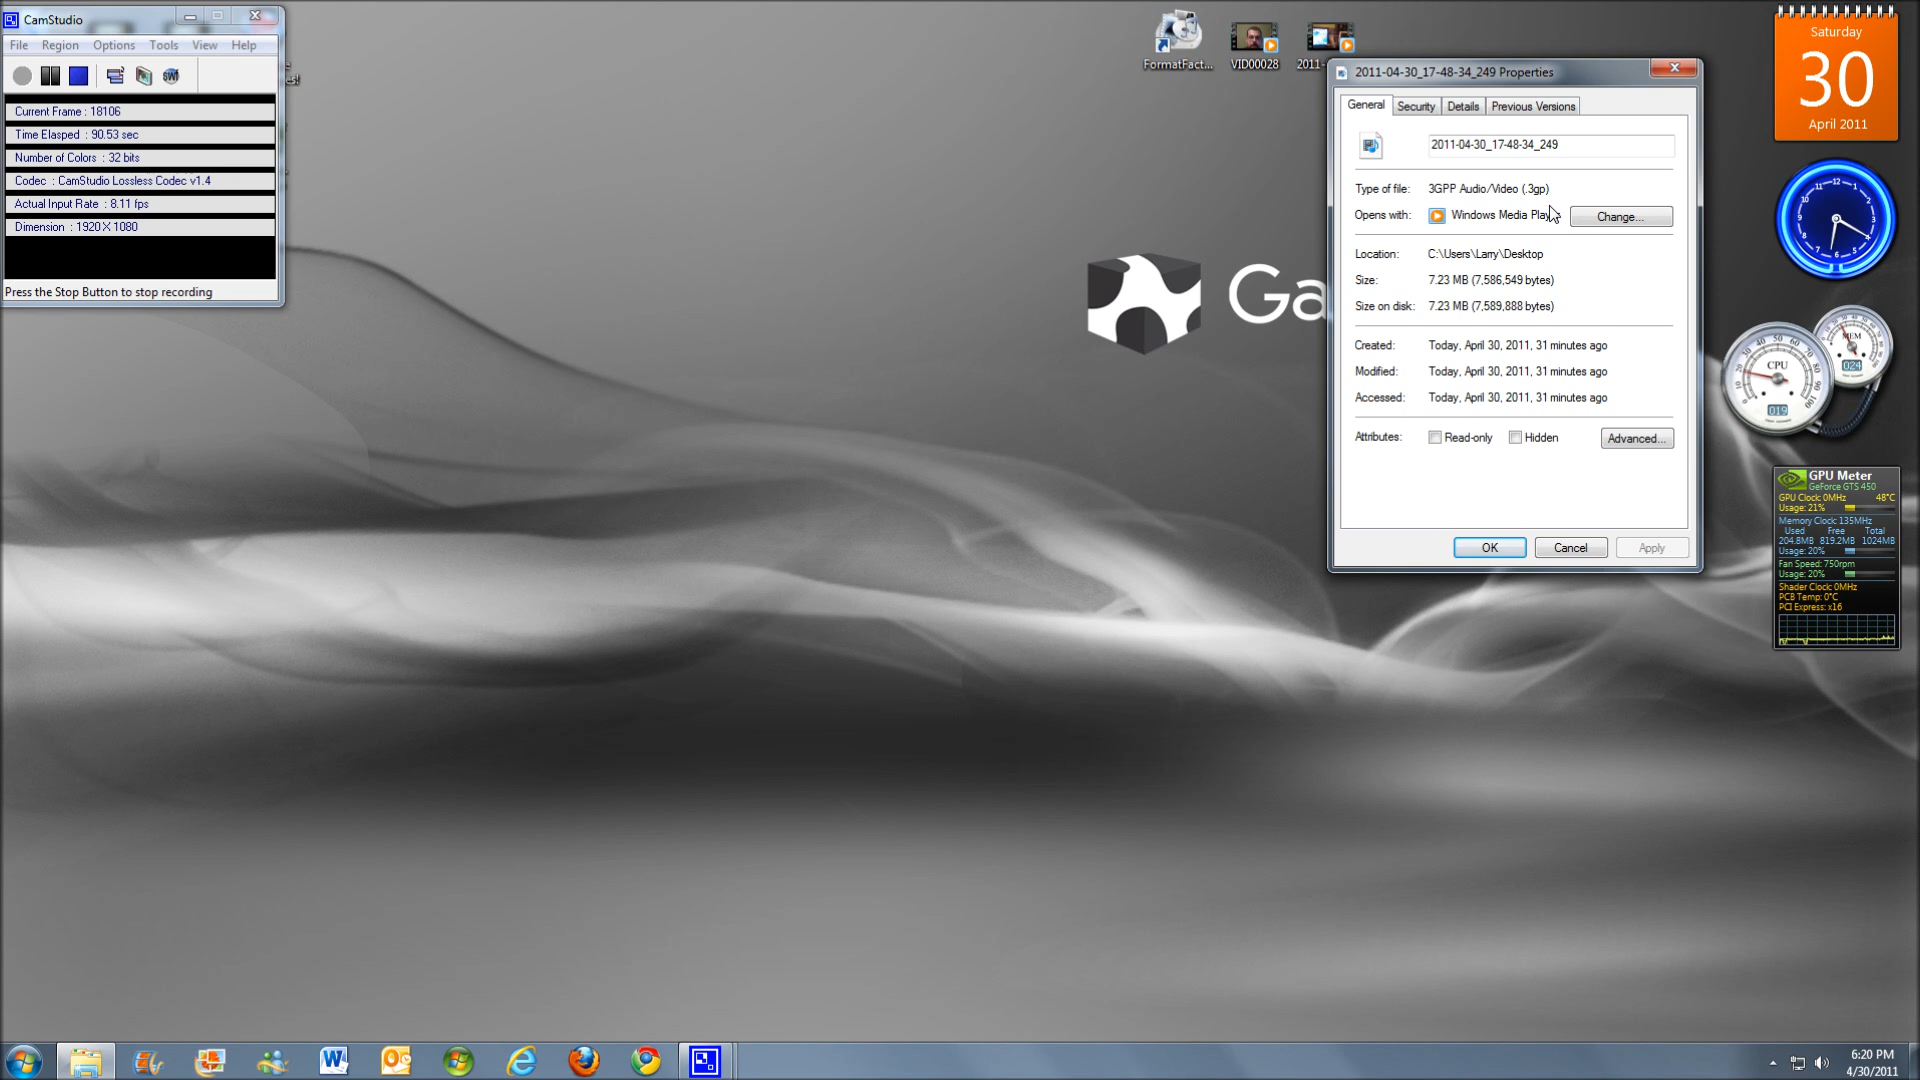 CamStudio
File Region Options Tools View Help
Current Frame : 18106
Time Elasped : 90.53 sec
Number of Colors : 32 bits
Codec : CamStudio Lossless Codec v1.4
Actual Input Rate : 8.11 fps
Dimension : 1920 X 1080
Press the Stop Button to stop recording
FormatFact...
VID00028
2011-
Ga
2011-04-30_17-48-34_249 Properties
General Security Details Previous Versions
2011-04-30_17-48-34_249
Type of file: 3GPP Audio/Video (.3gp)
Opens with: Windows Media Play
Change...
Location: C:\Users\Larry\Desktop
Size: 7.23 MB (7,586,549 bytes)
Size on disk: 7.23 MB (7,589,888 bytes)
Created: Today, April 30, 2011, 31 minutes ago
Modified: Today, April 30, 2011, 31 minutes ago
Accessed: Today, April 30, 2011, 31 minutes ago
Attributes: Read-only Hidden Advanced...
OK Cancel Apply
Saturday
30
April 2011
MEM
024
CPU
019
GPU Meter
GeForce GTS 450
GPU Clock: 0MHz 48°C
Usage: 21%
Memory Clock: 135MHz
Used Free Total
204.8MB 819.2MB 1024MB
Usage: 20%
Fan Speed: 750rpm
Usage: 20%
Shader Clock: 0MHz
PCB Temp: 0°C
PCI Express: x16
6:20 PM
4/30/2011